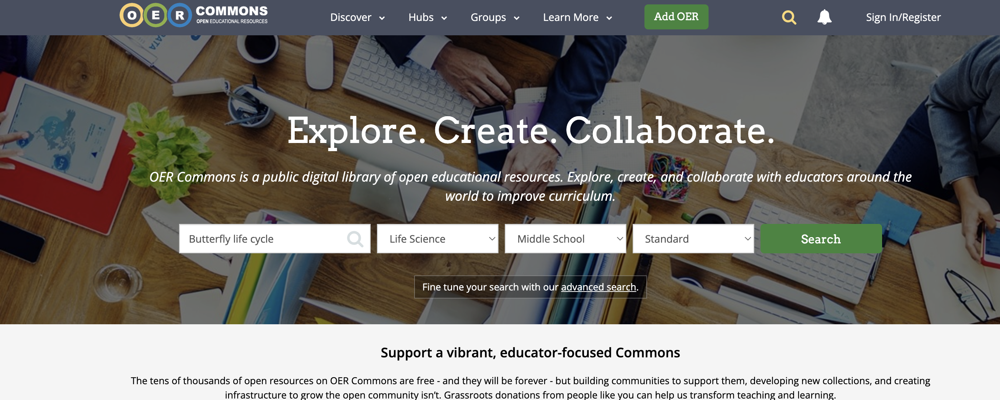 O E R COMMONS
OPEN EDUCATIONAL RESOURCES
Discover
Hubs
Groups
Learn More
Add OER
Sign In/Register
DATA
Explore. Create. Collaborate.
OER Commons is a public digital library of open educational resources. Explore, create, and collaborate with educators around the
world to improve curriculum.
Butterfly life cycle
Life Science
Middle School
Standard
Search
Fine tune your search with our advanced search.
Support a vibrant, educator-focused Commons
The tens of thousands of open resources on OER Commons are free - and they will be forever - but building communities to support them, developing new collections, and creating
infrastructure to grow the open community isn’t. Grassroots donations from people like you can help us transform teaching and learning.